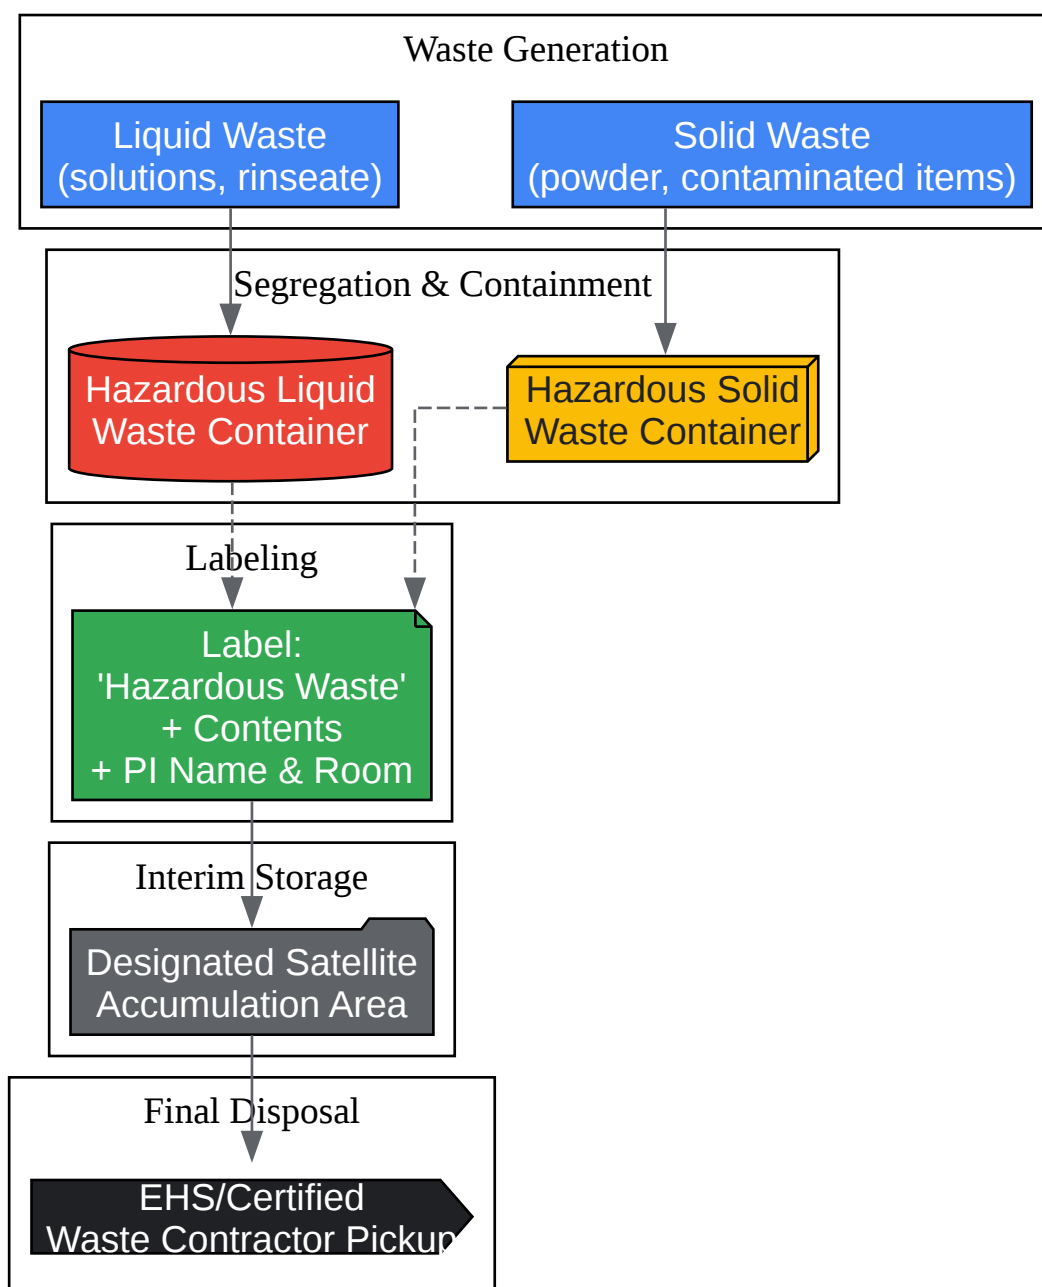 Waste Generation
Liquid Waste
(solutions, rinseate)
Solid Waste
(powder, contaminated items)
Segregation & Containment
Hazardous Liquid
Waste Container
Hazardous Solid
Waste Container
Labeling
Label:
'Hazardous Waste'
+ Contents
+ PI Name & Room
Interim Storage
Designated Satellite
Accumulation Area
Final Disposal
EHS/Certified
Waste Contractor Pickup